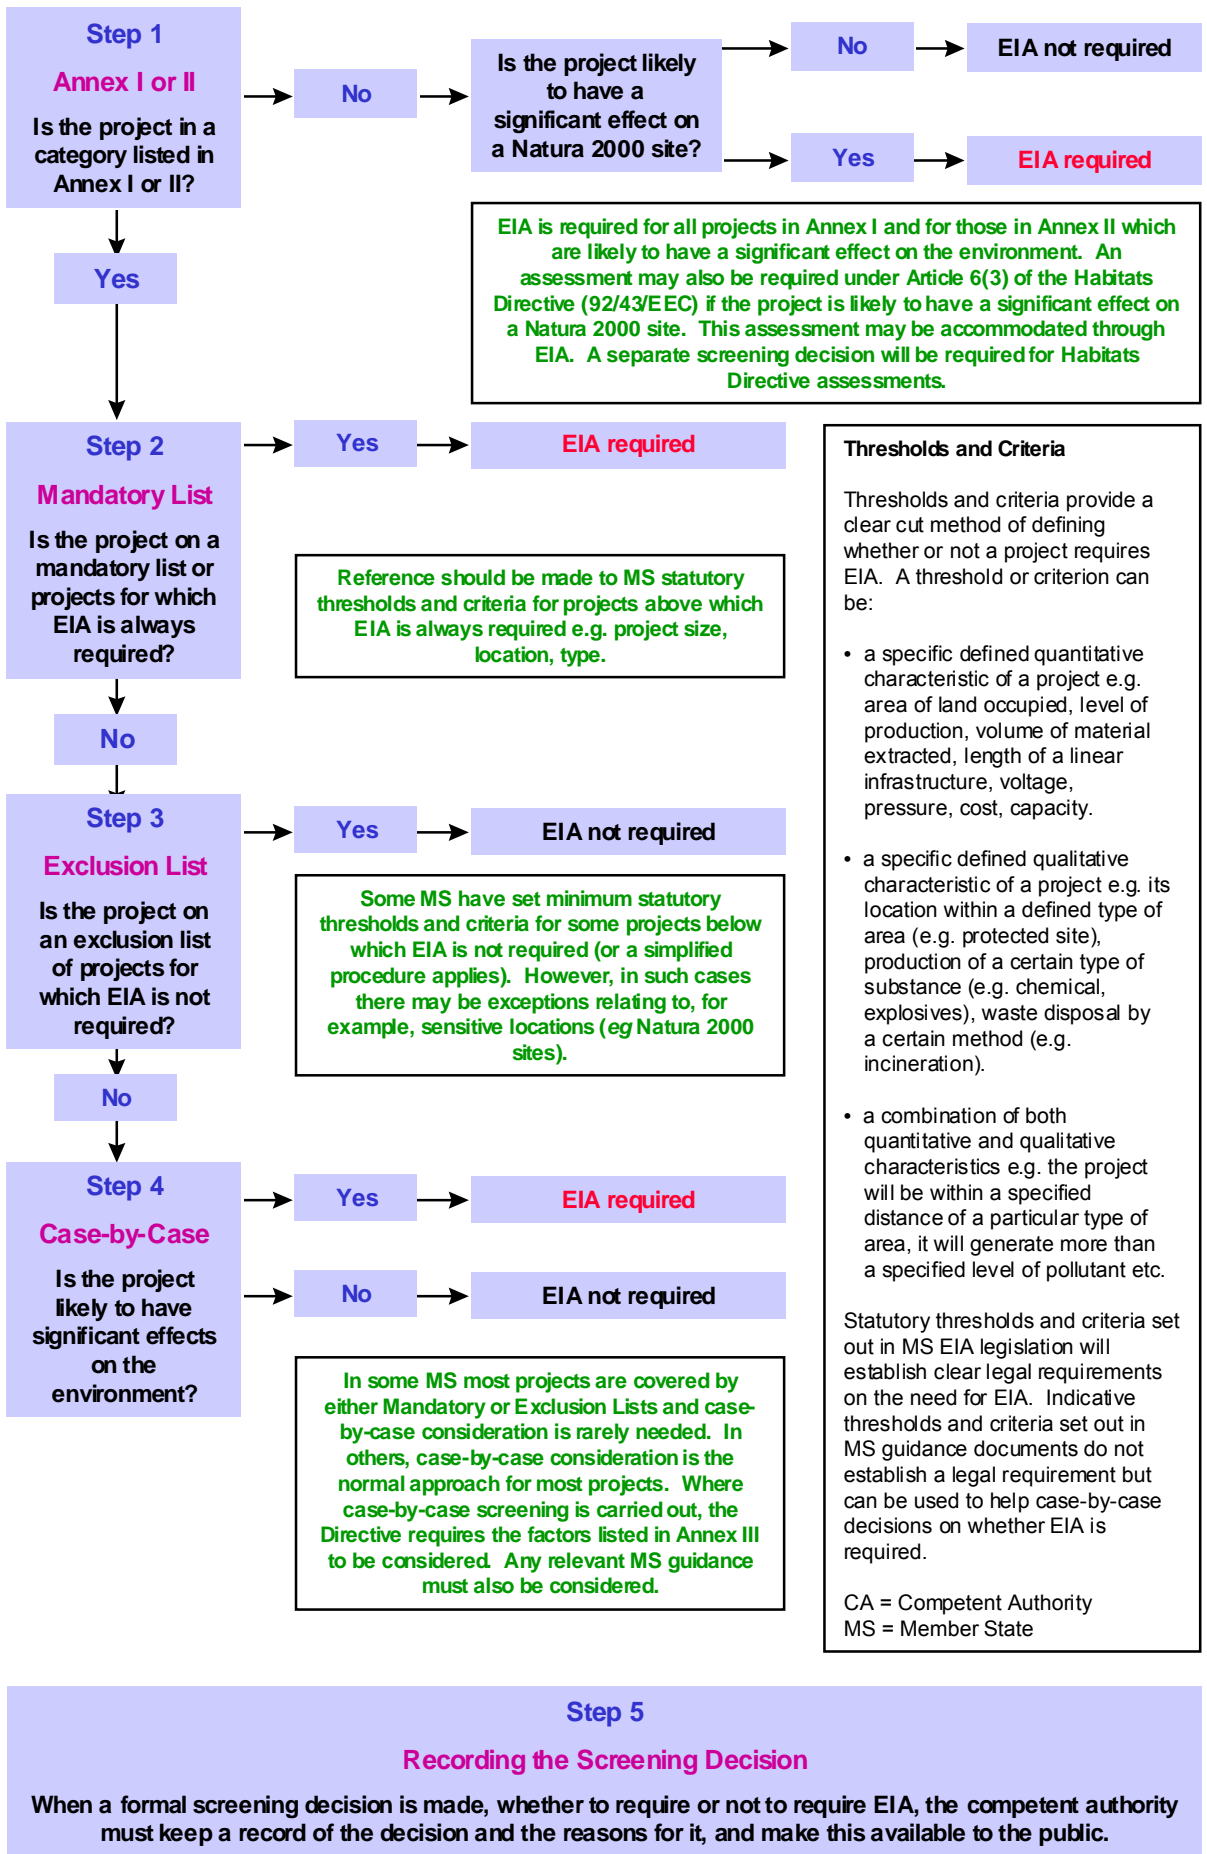 Step 1
Annex I or II
Is the project in a
category listed in
Annex I or II?
No
Is the project likely
to have a
significant effect on
a Natura 2000 site?
No
EIA not required
Yes
EIA required
EIA is required for all projects in Annex I and for those in Annex II which
are likely to have a significant effect on the environment. An
assessment may also be required under Article 6(3) of the Habitats
Directive (92/43/EEC) if the project is likely to have a significant effect on
a Natura 2000 site. This assessment may be accommodated through
EIA. A separate screening decision will be required for Habitats
Directive assessments.
Yes
Step 2
Mandatory List
Is the project on a
mandatory list or
projects for which
EIA is always
required?
Yes
EIA required
Reference should be made to MS statutory
thresholds and criteria for projects above which
EIA is always required e.g. project size,
location, type.
No
Step 3
Exclusion List
Is the project on
an exclusion list
of projects for
which EIA is not
required?
Yes
EIA not required
Some MS have set minimum statutory
thresholds and criteria for some projects below
which EIA is not required (or a simplified
procedure applies). However, in such cases
there may be exceptions relating to, for
example, sensitive locations (eg Natura 2000
sites).
No
Step 4
Case-by-Case
Is the project
likely to have
significant effects
on the
environment?
Yes
EIA required
No
EIA not required
In some MS most projects are covered by
either Mandatory or Exclusion Lists and case-
by-case consideration is rarely needed. In
others, case-by-case consideration is the
normal approach for most projects. Where
case-by-case screening is carried out, the
Directive requires the factors listed in Annex III
to be considered. Any relevant MS guidance
must also be considered.
Thresholds and Criteria
Thresholds and criteria provide a
clear cut method of defining
whether or not a project requires
EIA. A threshold or criterion can
be:
• a specific defined quantitative
characteristic of a project e.g.
area of land occupied, level of
production, volume of material
extracted, length of a linear
infrastructure, voltage,
pressure, cost, capacity.
• a specific defined qualitative
characteristic of a project e.g. its
location within a defined type of
area (e.g. protected site),
production of a certain type of
substance (e.g. chemical,
explosives), waste disposal by
a certain method (e.g.
incineration).
• a combination of both
quantitative and qualitative
characteristics e.g. the project
will be within a specified
distance of a particular type of
area, it will generate more than
a specified level of pollutant etc.
Statutory thresholds and criteria set
out in MS EIA legislation will
establish clear legal requirements
on the need for EIA. Indicative
thresholds and criteria set out in
MS guidance documents do not
establish a legal requirement but
can be used to help case-by-case
decisions on whether EIA is
required.
CA = Competent Authority
MS = Member State
Step 5
Recording the Screening Decision
When a formal screening decision is made, whether to require or not to require EIA, the competent authority
must keep a record of the decision and the reasons for it, and make this available to the public.